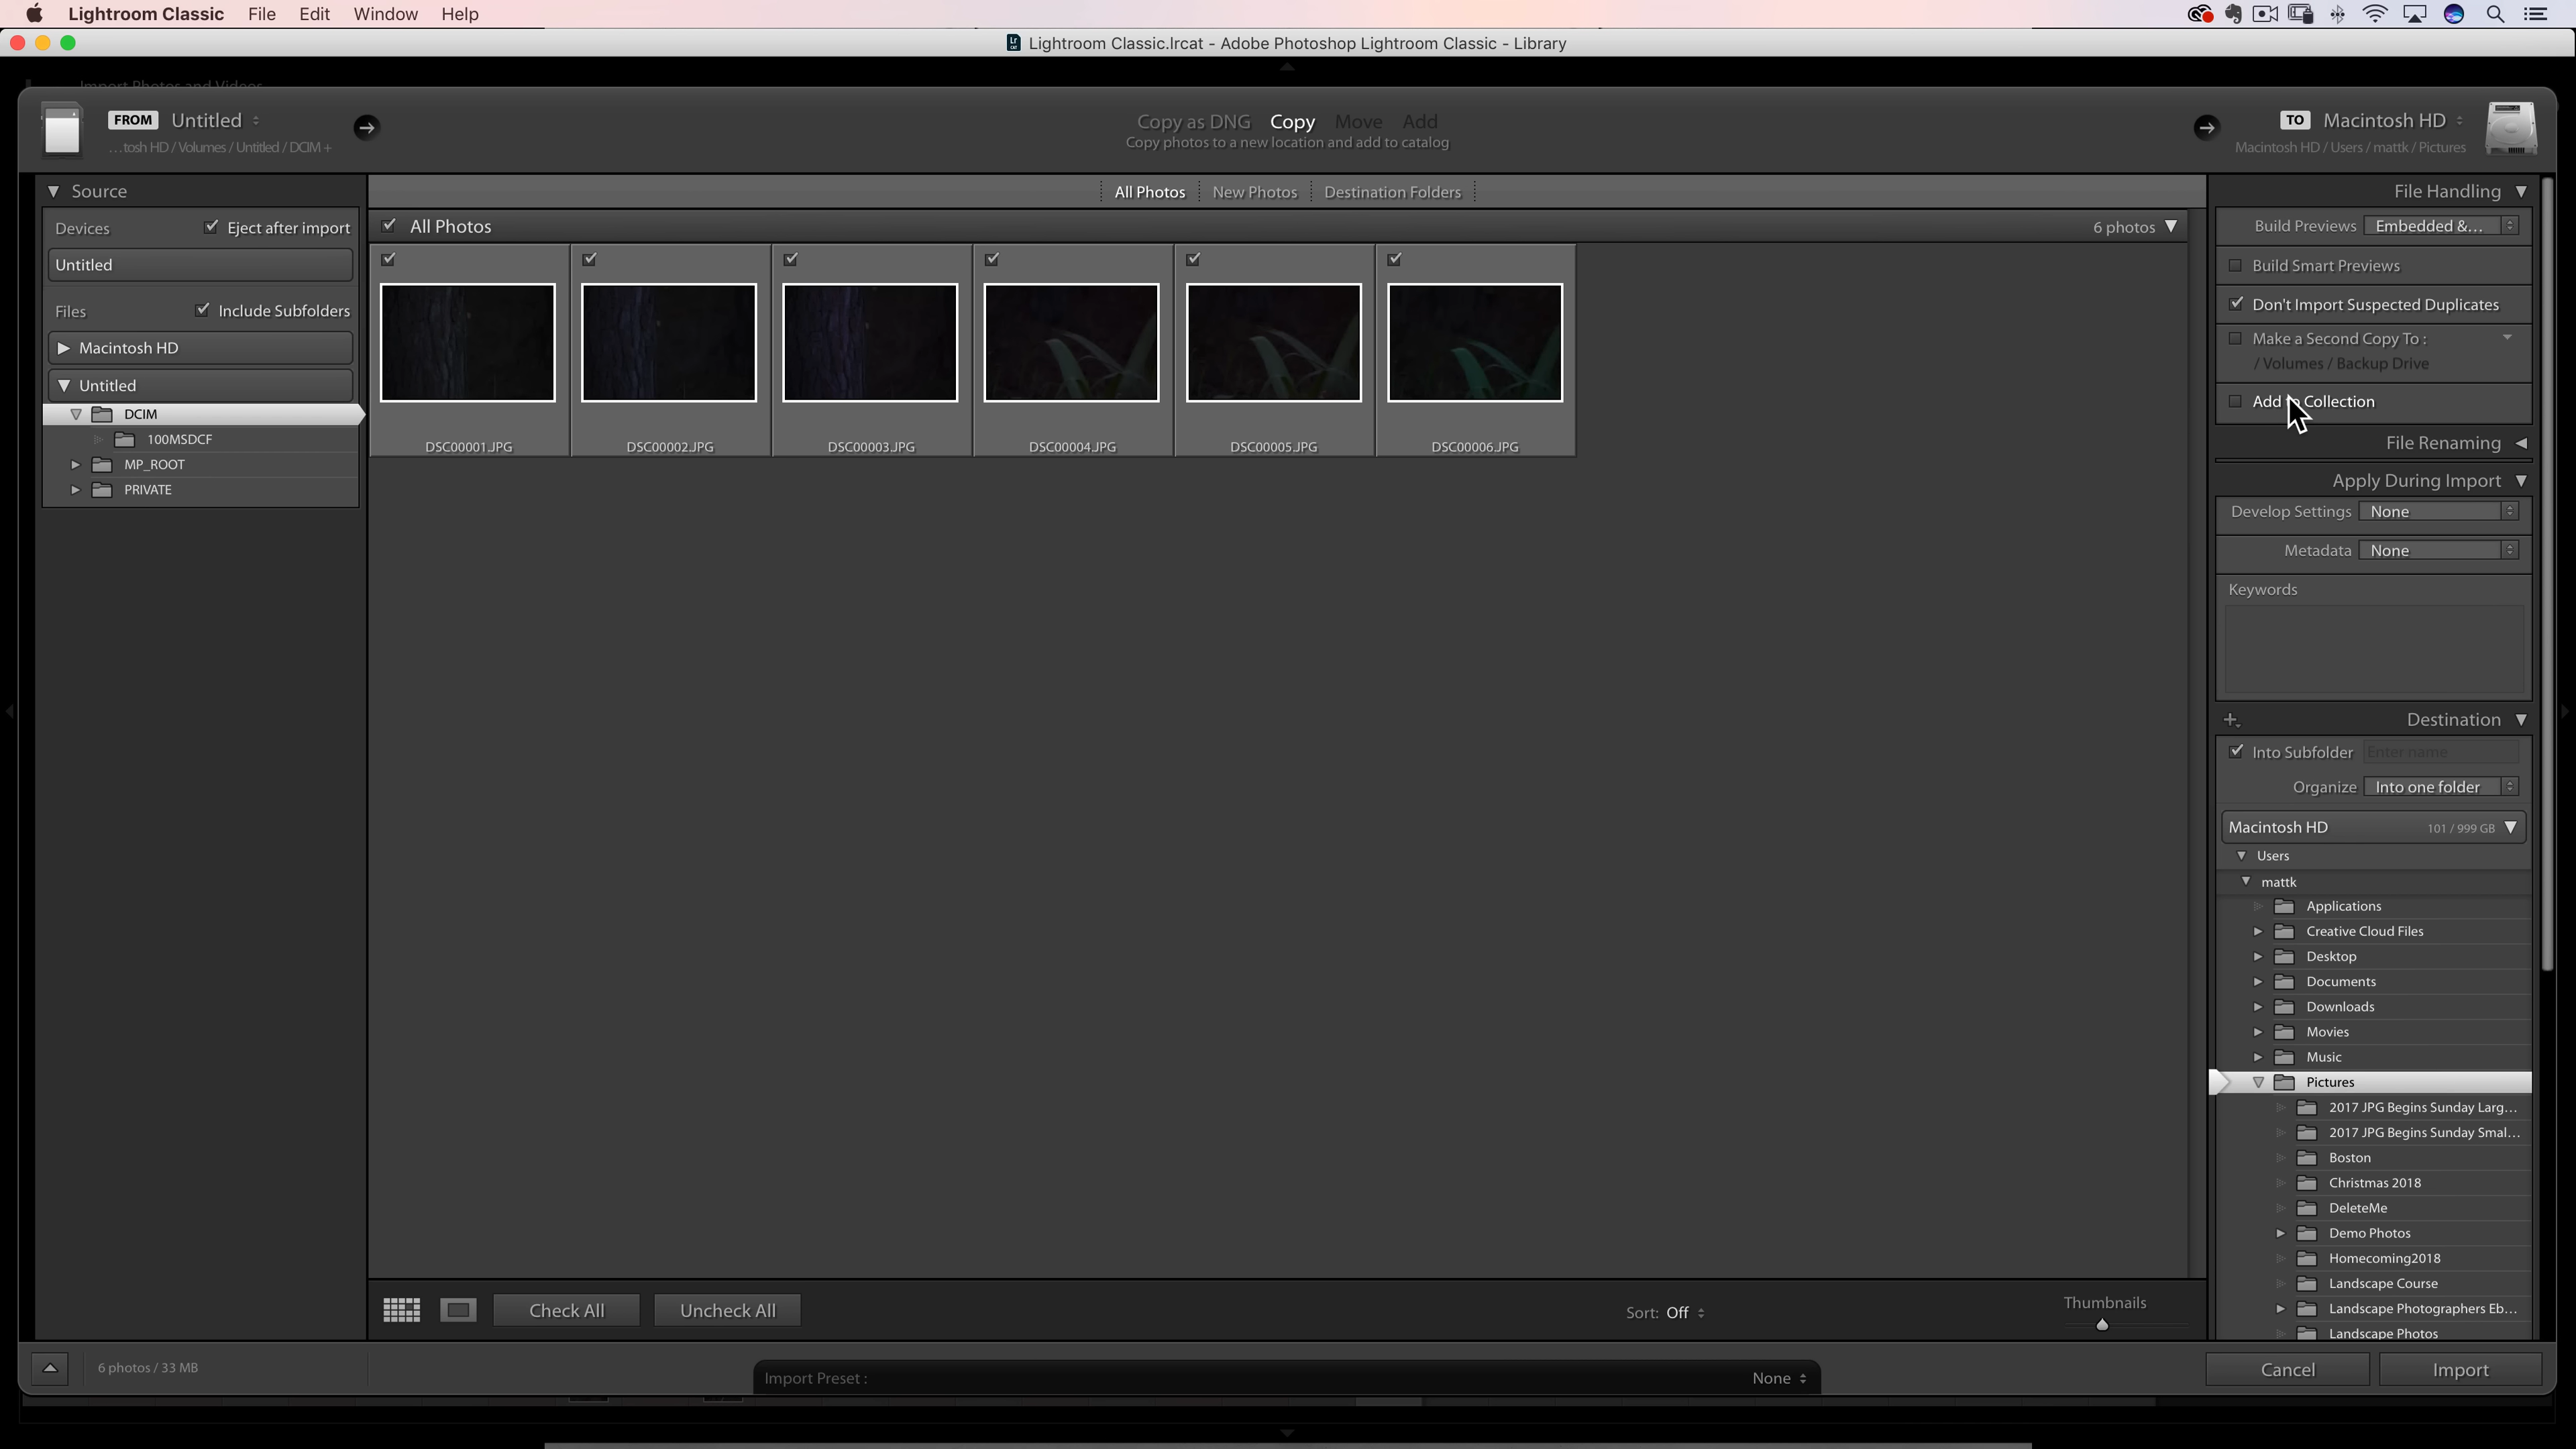 Lightroom Classic File Edit Window Help
Lightroom Classic.lrcat - Adobe Photoshop Lightroom Classic - Library
Import Photos and Videos
FROM Untitled
…tosh HD / Volumes / Untitled / DCIM +
Copy as DNG Copy Move Add
Copy photos to a new location and add to catalog
TO Macintosh HD
Macintosh HD / Users / mattk / Pictures
Source
Devices Eject after import
Untitled
Files Include Subfolders
Macintosh HD
Untitled
DCIM
100MSDCF
MP_ROOT
PRIVATE
All Photos New Photos Destination Folders
All Photos 6 photos
DSC00001.JPG DSC00002.JPG DSC00003.JPG DSC00004.JPG DSC00005.JPG DSC00006.JPG
File Handling
Build Previews Embedded &...
Build Smart Previews
Don't Import Suspected Duplicates
Make a Second Copy To :
/ Volumes / Backup Drive
Add to Collection
File Renaming
Apply During Import
Develop Settings None
Metadata None
Keywords
Destination
Into Subfolder Enter name
Organize Into one folder
Macintosh HD 101 / 999 GB
Users
mattk
Applications
Creative Cloud Files
Desktop
Documents
Downloads
Movies
Music
Pictures
2017 JPG Begins Sunday Larg...
2017 JPG Begins Sunday Smal...
Boston
Christmas 2018
DeleteMe
Demo Photos
Homecoming2018
Landscape Course
Landscape Photographers Eb...
Landscape Photos
Check All Uncheck All
Sort: Off
Thumbnails
6 photos / 33 MB
Import Preset : None
Cancel Import